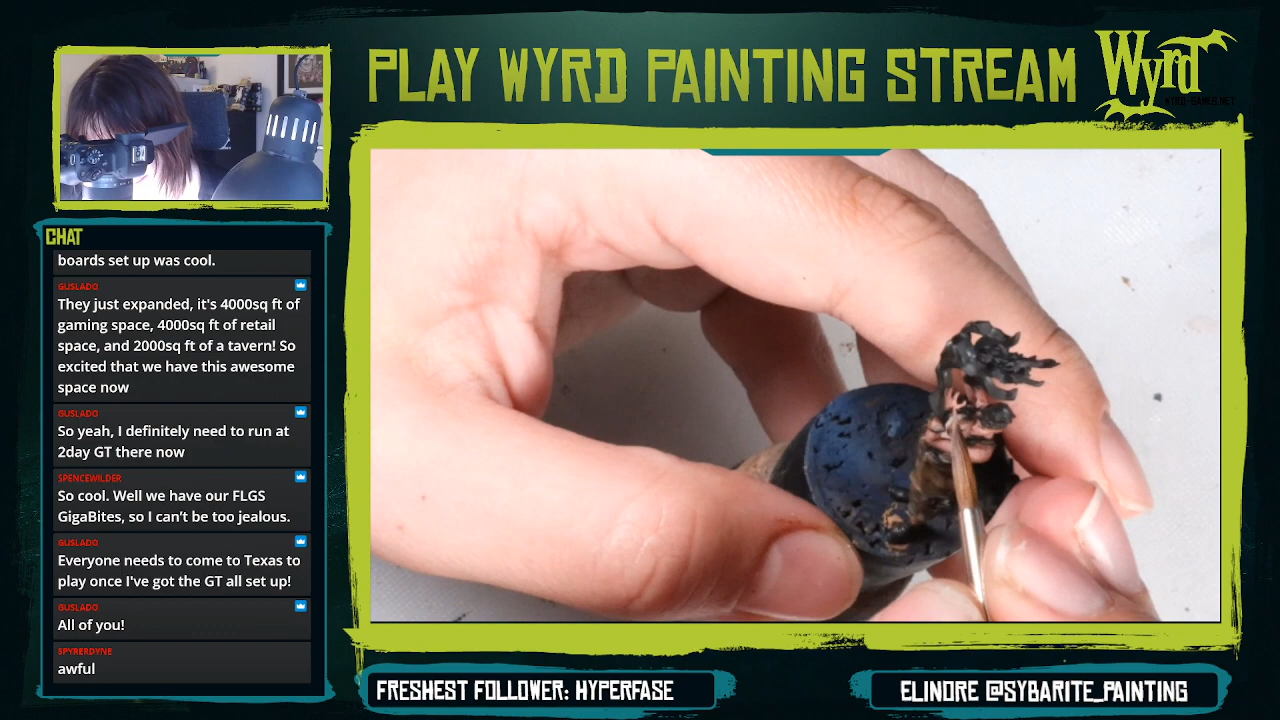 PLAY WYRD PAINTING STREAM
Wyrd
WYRD-GAMES.NET
CHAT
boards set up was cool.
GUSLADO
They just expanded, it's 4000sq ft of
gaming space, 4000sq ft of retail
space, and 2000sq ft of a tavern! So
excited that we have this awesome
space now
GUSLADO
So yeah, I definitely need to run at
2day GT there now
SPENCEWILDER
So cool. Well we have our FLGS
GigaBites, so I can't be too jealous.
GUSLADO
Everyone needs to come to Texas to
play once I've got the GT all set up!
GUSLADO
All of you!
SPYRERDYNE
awful
FRESHEST FOLLOWER: HYPERFASE
ELINORE @SYBARITE_PAINTING